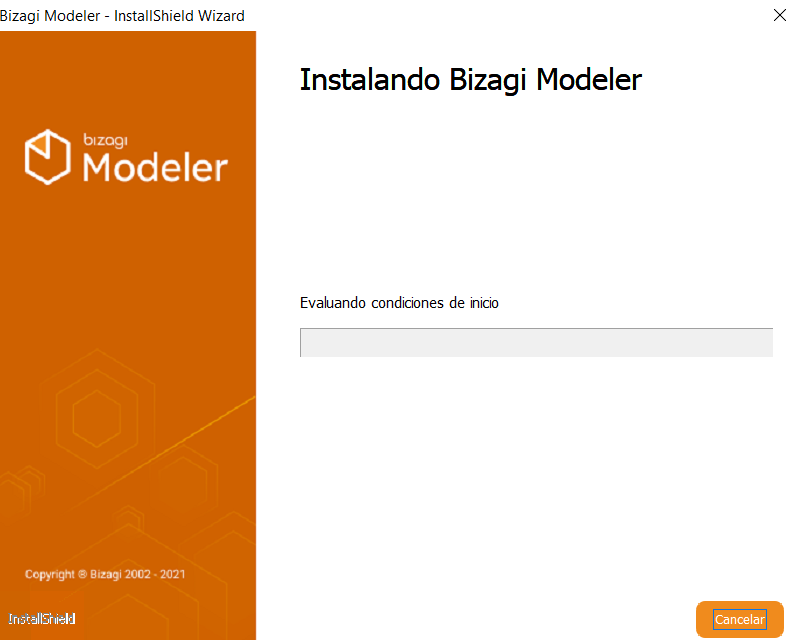 Bizagi Modeler - InstallShield Wizard
Instalando Bizagi Modeler
bizagi
Modeler
Evaluando condiciones de inicio
Copyright © Bizagi 2002 - 2021
InstallShield
Cancelar